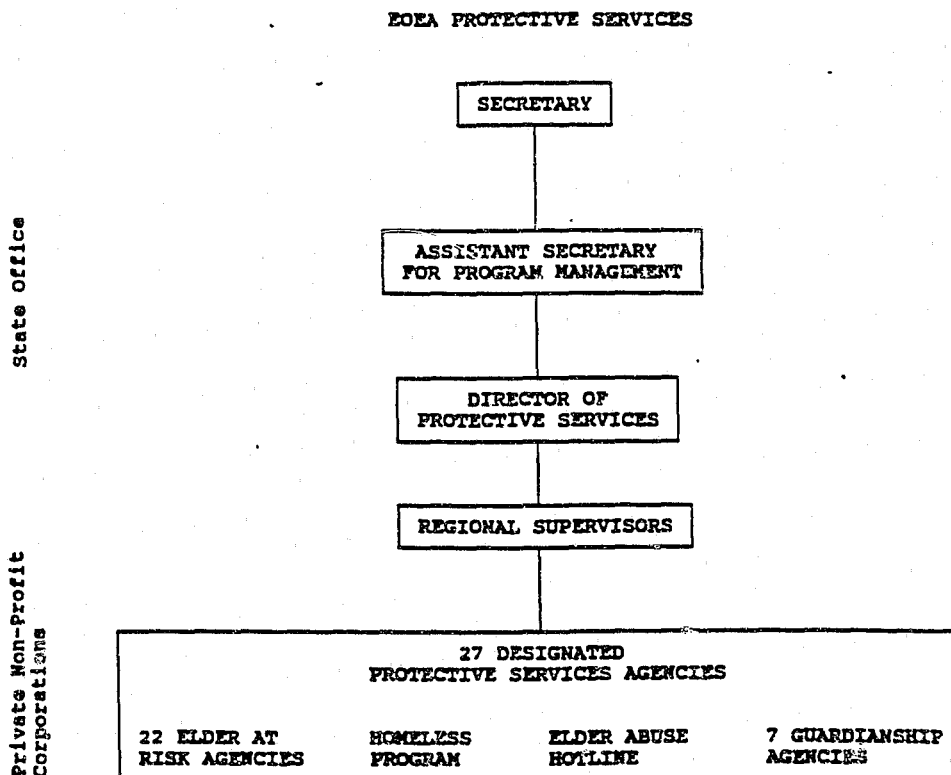 EOEA PROTECTIVE SERVICES
SECRETARY
State Office
ASSISTANT SECRETARY
FOR PROGRAM MANAGEMENT
DIRECTOR OF
PROTECTIVE SERVICES
REGIONAL SUPERVISORS
Private Non-Profit
Corporations
27 DESIGNATED
PROTECTIVE SERVICES AGENCIES
22 ELDER AT
RISK AGENCIES
HOMELESS
PROGRAM
ELDER ABUSE
HOTLINE
7 GUARDIANSHIP
AGENCIES